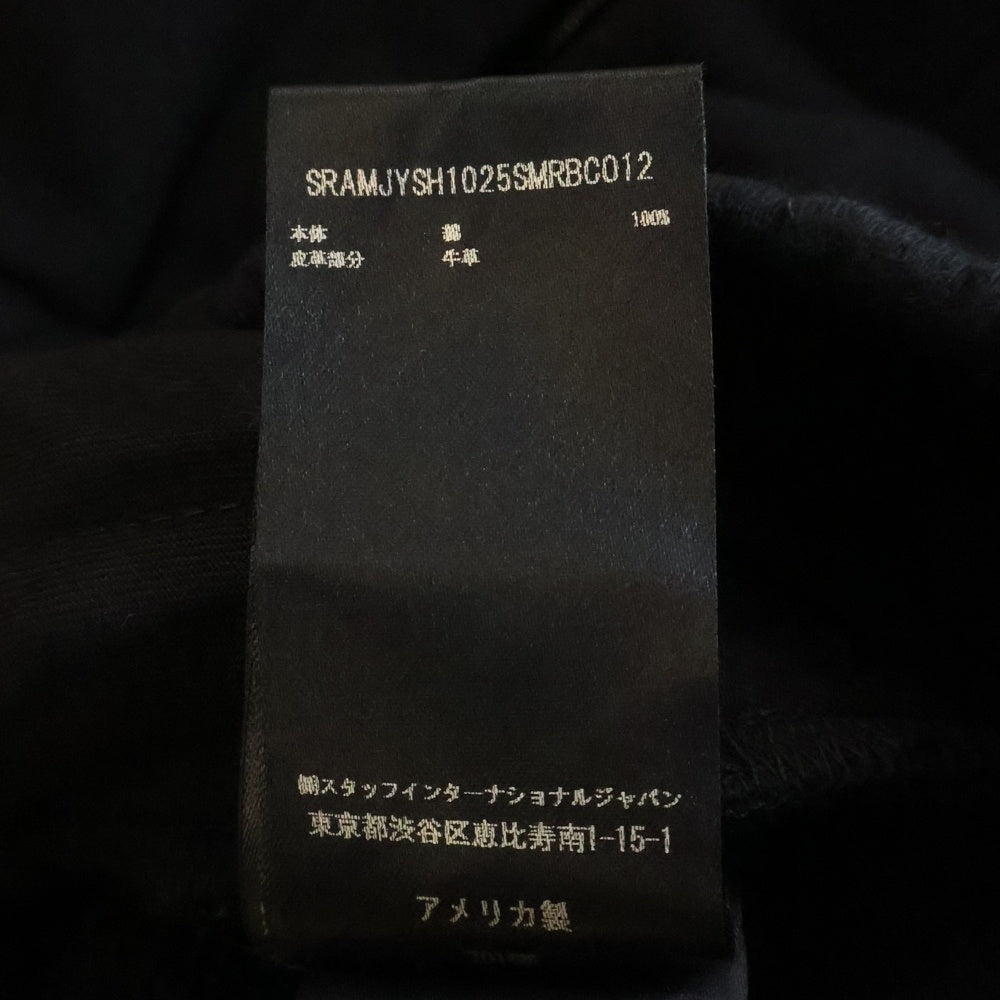 SRAMJYSH1025SMRBC012
本体 綿 100%
皮革部分 牛革
㈱スタッフインターナショナルジャパン
東京都渋谷区恵比寿南1-15-1
アメリカ製